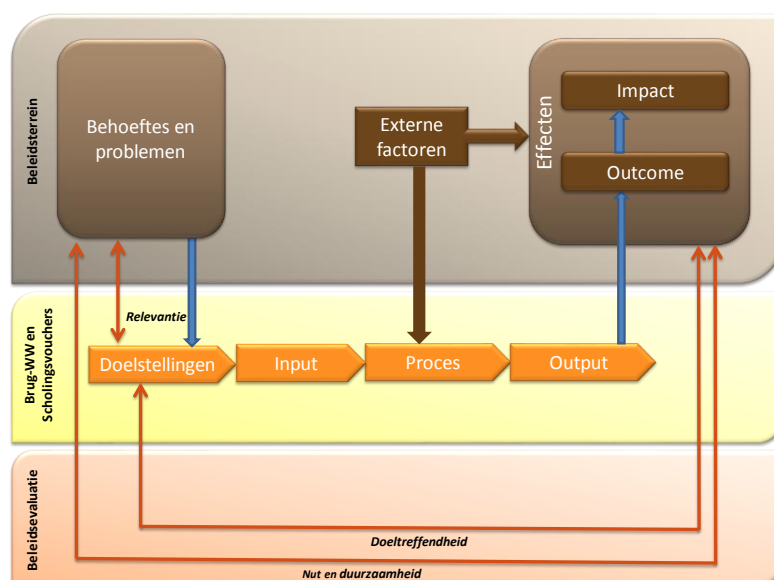 Beleidsterrein
Behoeftes en
problemen
Externe
factoren
Effecten
Impact
Outcome
Brug-WW en
Scholingsvouchers
Relevantie
Doelstellingen
Input
Proces
Output
Beleidsevaluatie
Doeltreffendheid
Nut en duurzaamheid